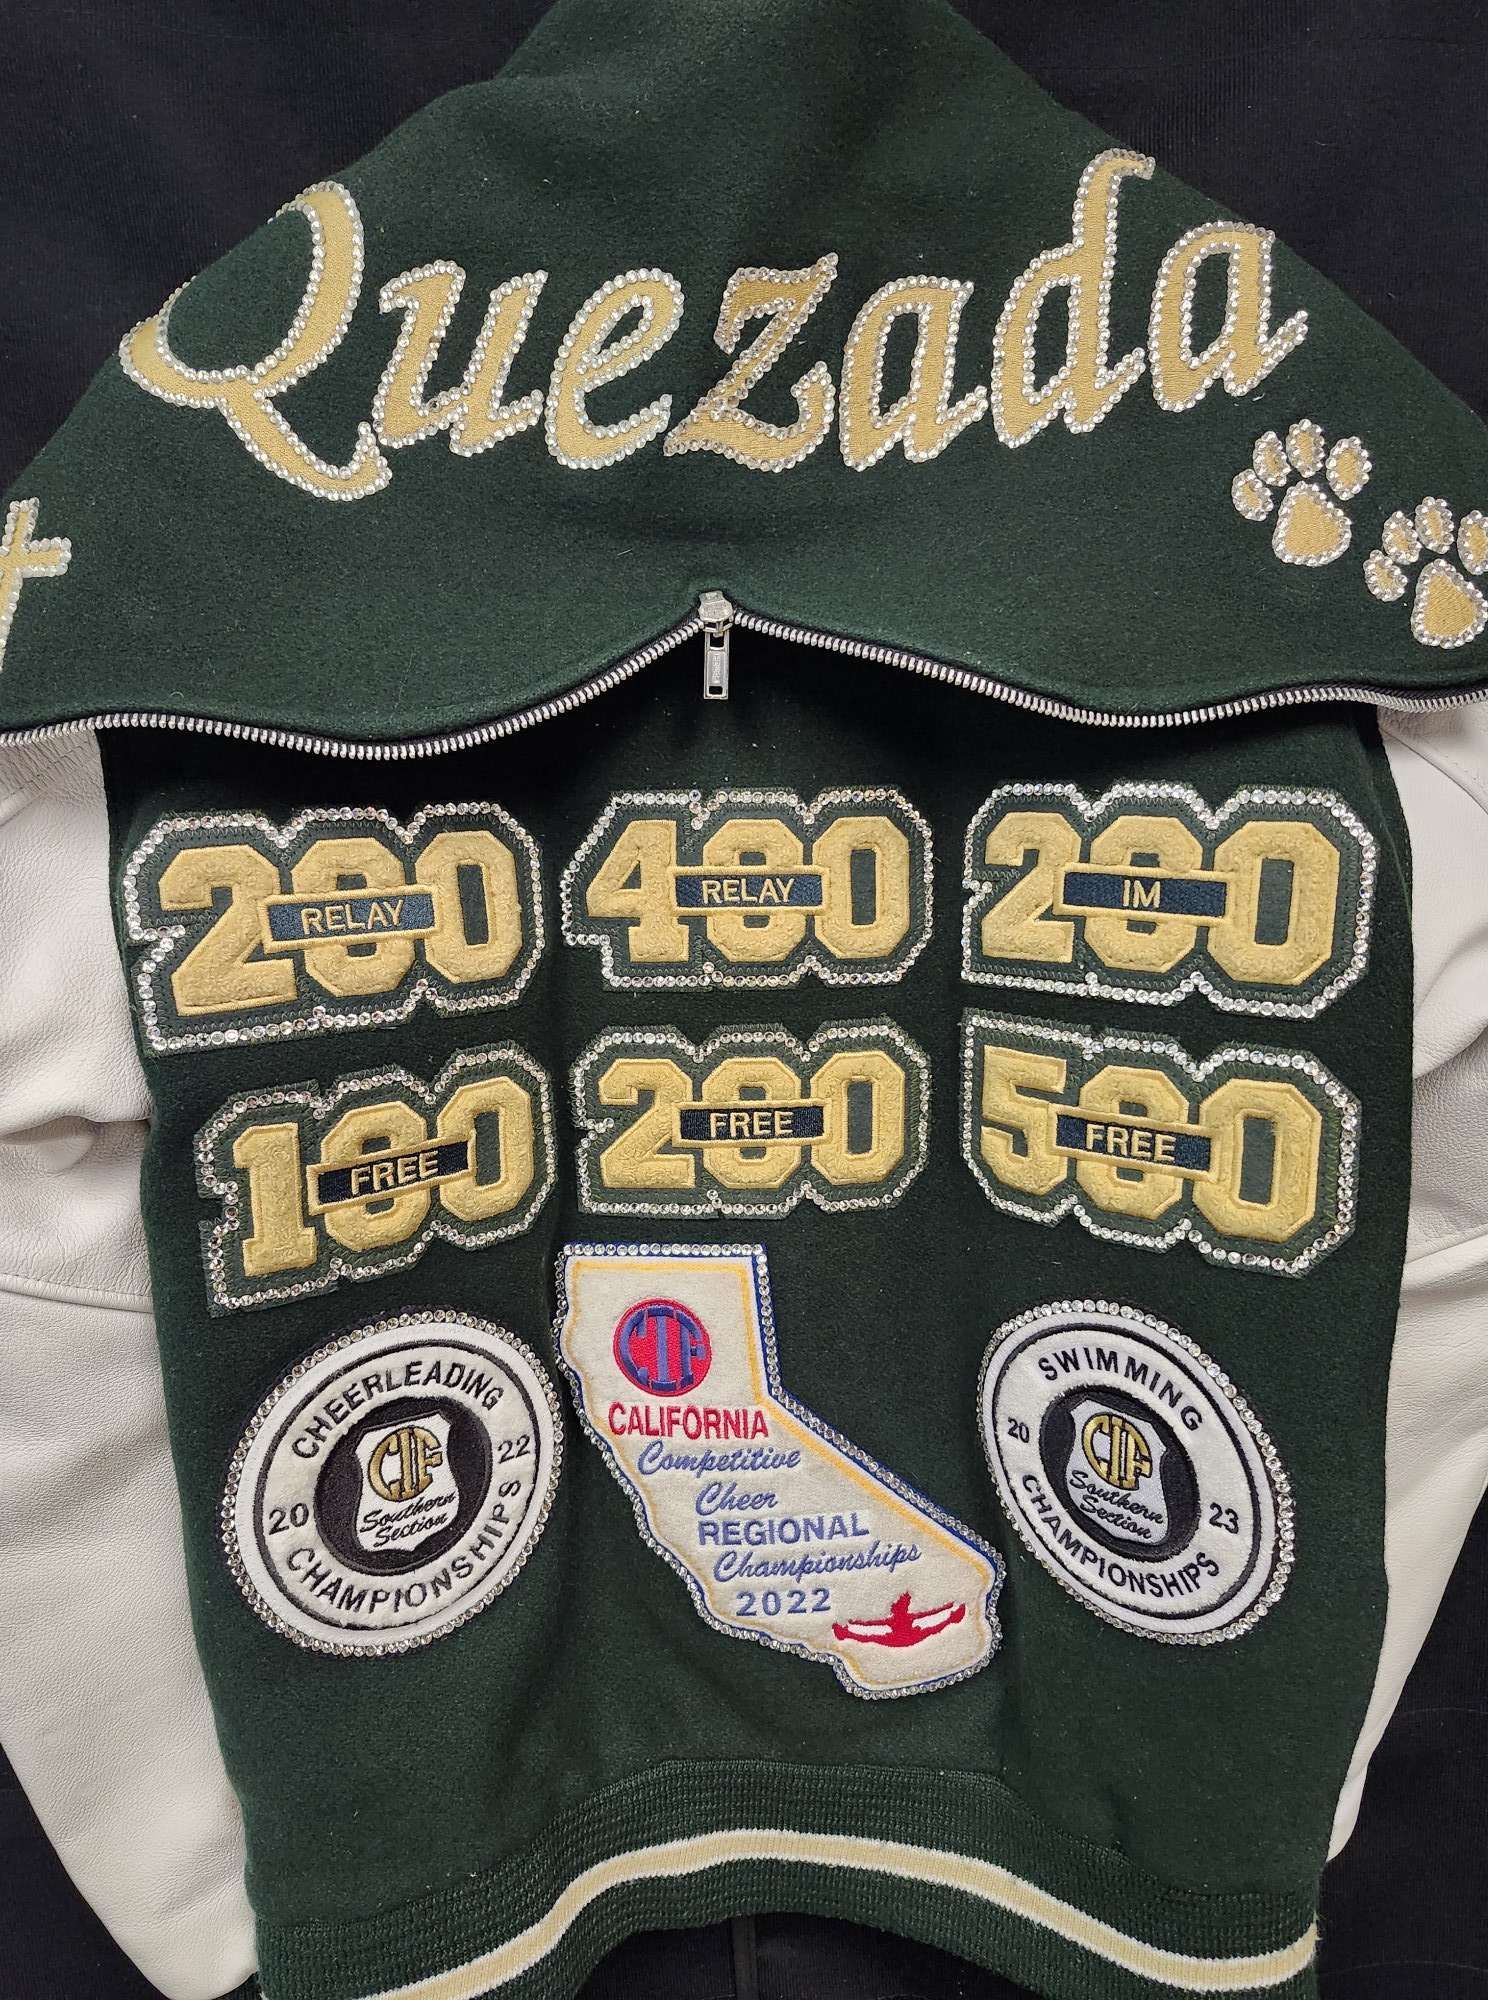 Quezada
200 RELAY
400 RELAY
200 IM
100 FREE
200 FREE
500 FREE
CHEERLEADING
20 22
CIF
Southern
Section
CHAMPIONSHIPS
CIF
CALIFORNIA
Competitive
Cheer
REGIONAL
Championships
2022
SWIMMING
20 23
CIF
Southern
Section
CHAMPIONSHIPS